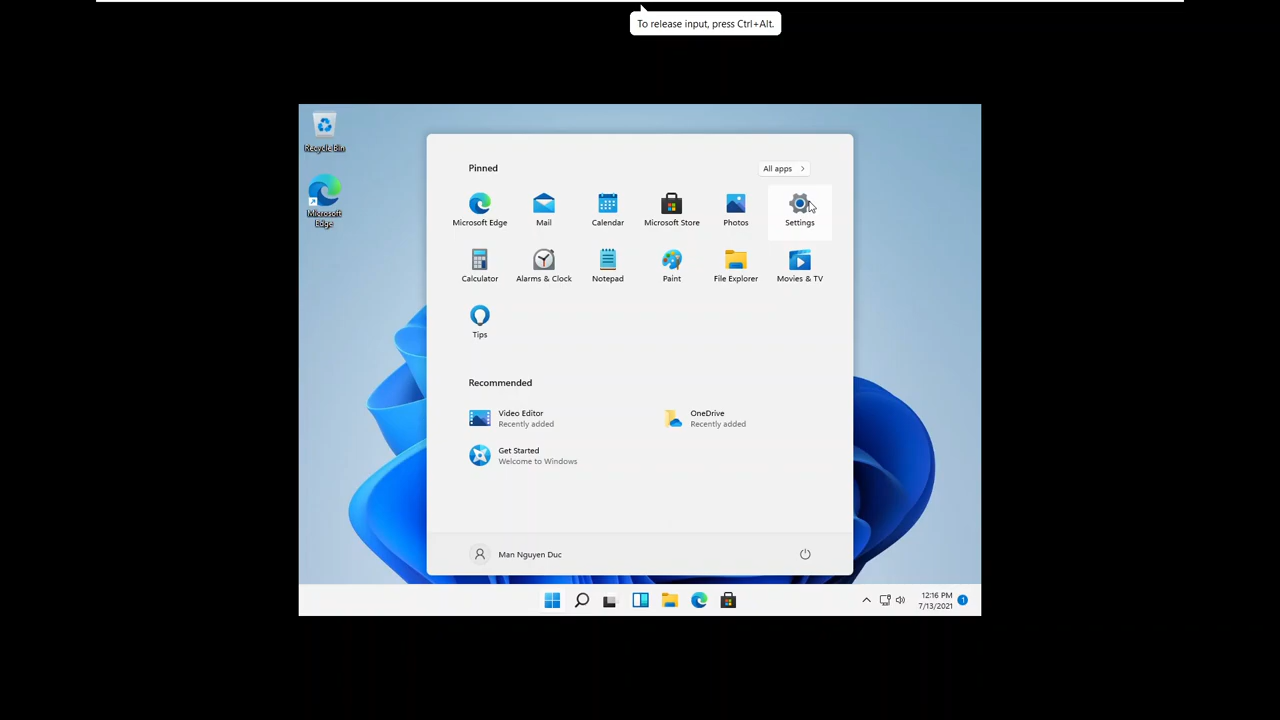 To release input, press Ctrl+Alt.
Recycle Bin
Microsoft
Edge
Pinned
All apps
Microsoft Edge
Mail
Calendar
Microsoft Store
Photos
Settings
Calculator
Alarms & Clock
Notepad
Paint
File Explorer
Movies & TV
Tips
Recommended
Video Editor
Recently added
OneDrive
Recently added
Get Started
Welcome to Windows
Man Nguyen Duc
12:16 PM
7/13/2021
1